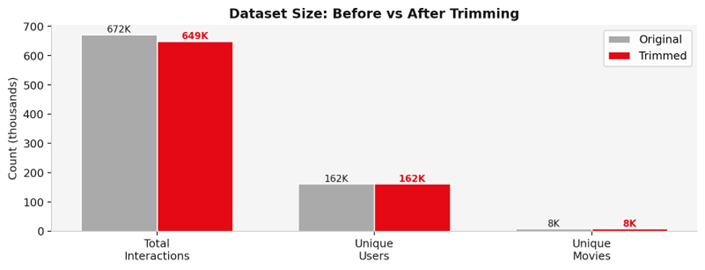 Dataset Size: Before vs After Trimming
Count (thousands)
700
600
500
400
300
200
100
0
672K
649K
162K
162K
8K
8K
Original
Trimmed
Total
Interactions
Unique
Users
Unique
Movies